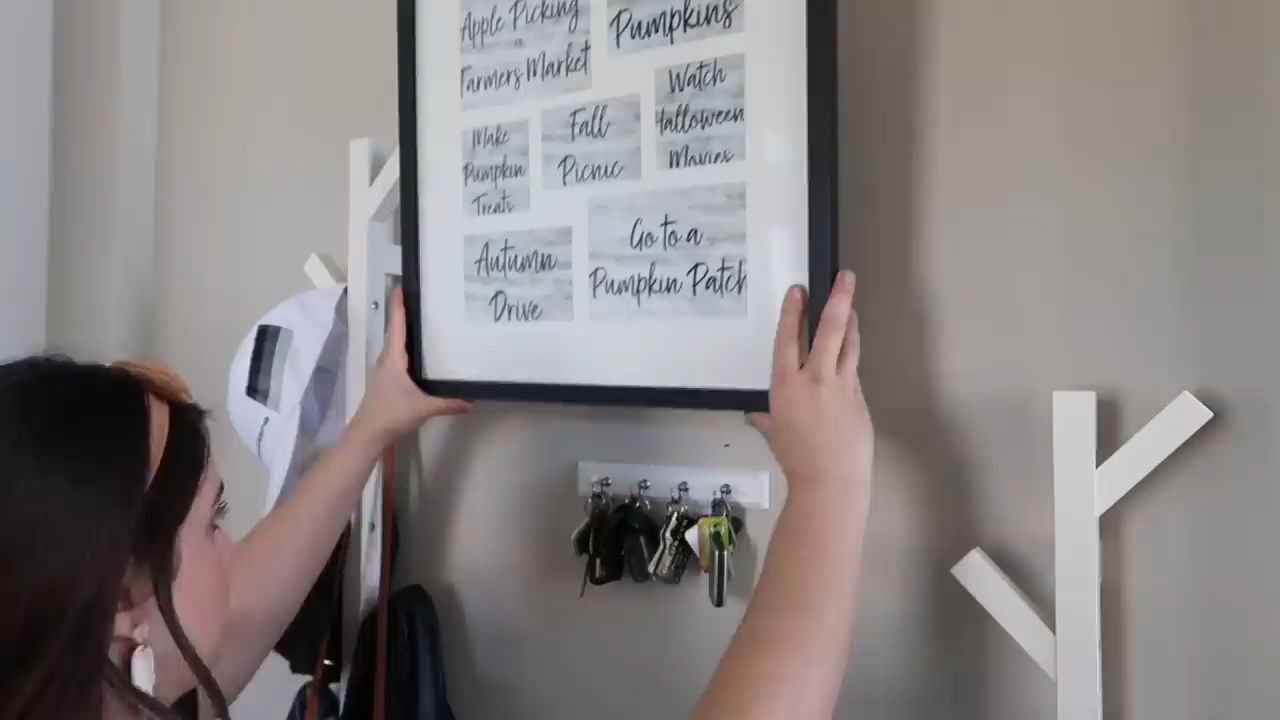 Apple Picking
Farmers Market
Pumpkins
Watch
Halloween
Movies
Make
Pumpkin
Treats
Fall
Picnic
Autumn
Drive
Go to a
Pumpkin Patch